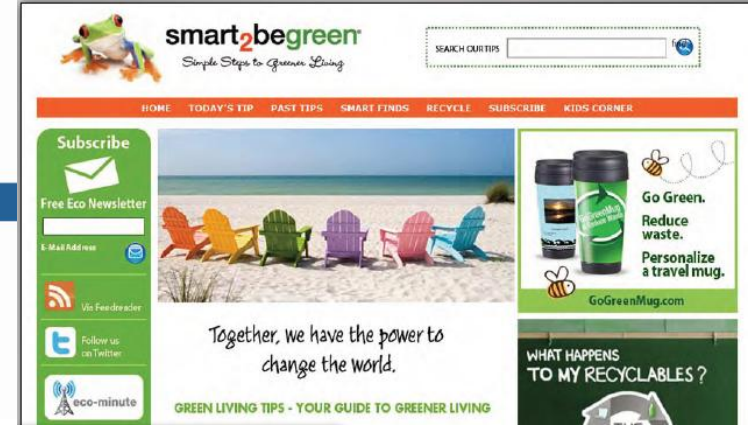 smart2begreen
Simple Steps to Greener Living
SEARCH OUR TIPS
HOME TODAY'S TIP PAST TIPS SMART FINDS RECYCLE SUBSCRIBE KIDS CORNER
Subscribe
Free Eco Newsletter
E-Mail Address
Via Feedreader
Follow us
on Twitter
eco-minute
Together, we have the power to
change the world.
GREEN LIVING TIPS - YOUR GUIDE TO GREENER LIVING
GoGreenMug
Go Green.
Reduce
waste.
Personalize
a travel mug.
GoGreenMug.com
WHAT HAPPENS
TO MY RECYCLABLES?
THE